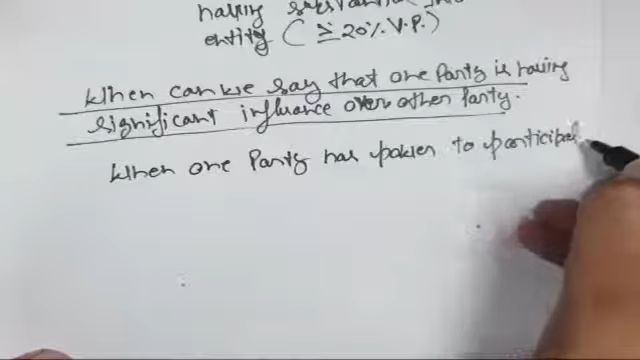 having
entity ( ≥ 20% V.P.)
When can we say that one Party is having
significant influence over other Party.
When one Party has power to participat